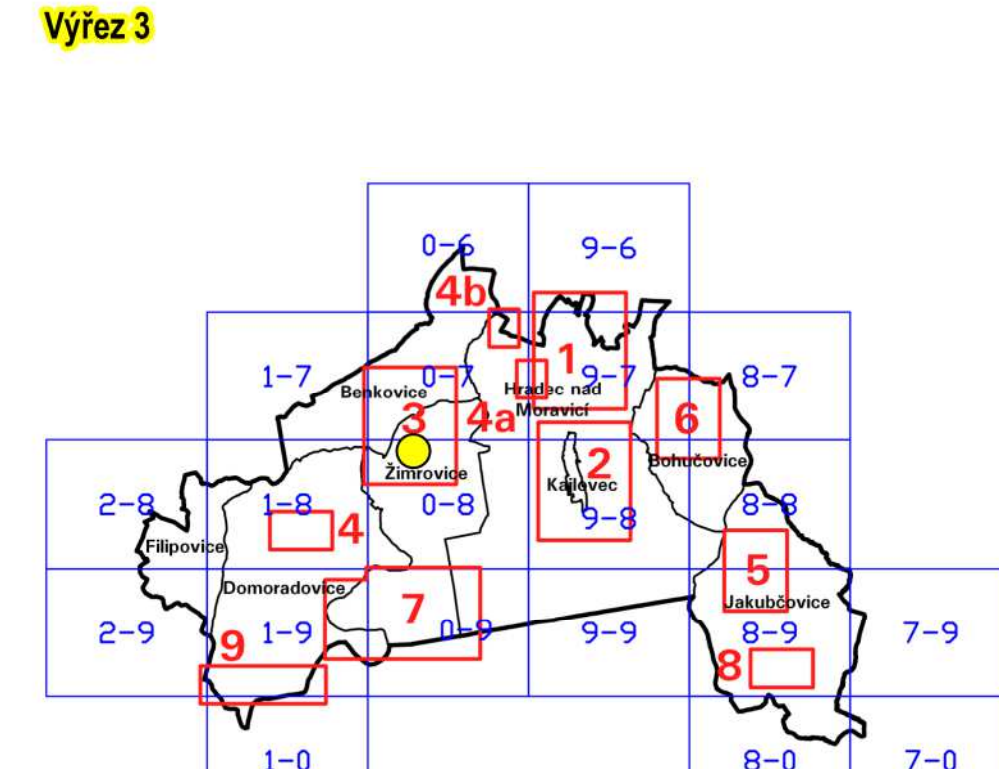 Výřez 3
0-6
9-6
4b
1-7
0-7
1
9-7
8-7
Benkovice
Hradec nad
Moravicí
3
4a
6
Žimrovice
2
Kajlovec
Bohučovice
2-8
1-8
0-8
9-8
8-8
4
Filipovice
5
Domoradovice
Jakubčovice
7
2-9
1-9
0-9
9-9
8-9
7-9
9
8
1-0
8-0
7-0